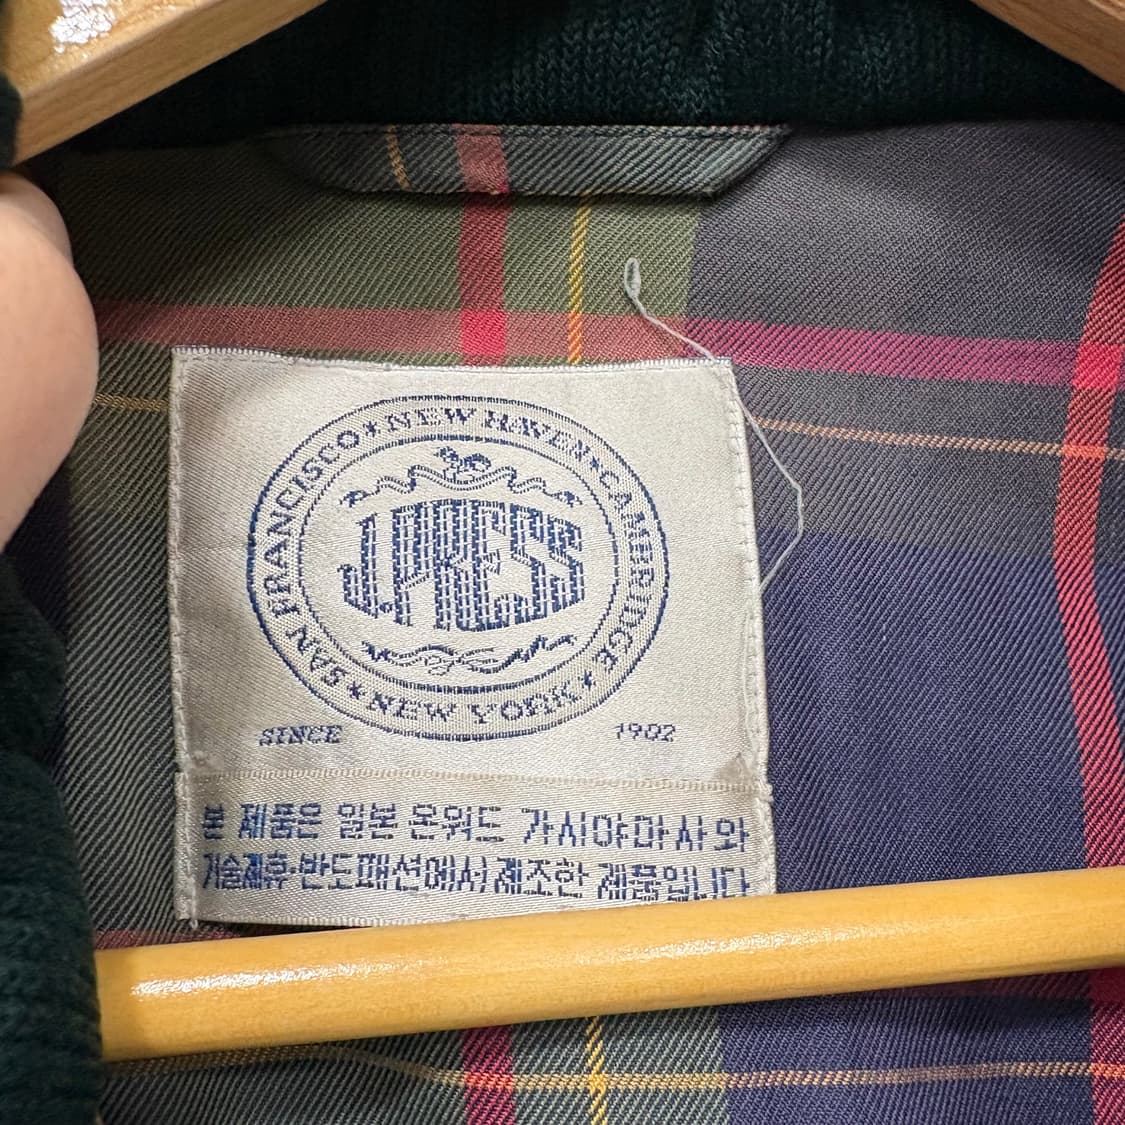 SAN FRANCISCO★NEW HAVEN★CAMBRIDGE★NEW YORK★
J.PRESS
SINCE 1902
본 제품은 일본 온워드 가시야마사와
기술제휴·반도패션에서 제조한 제품입니다